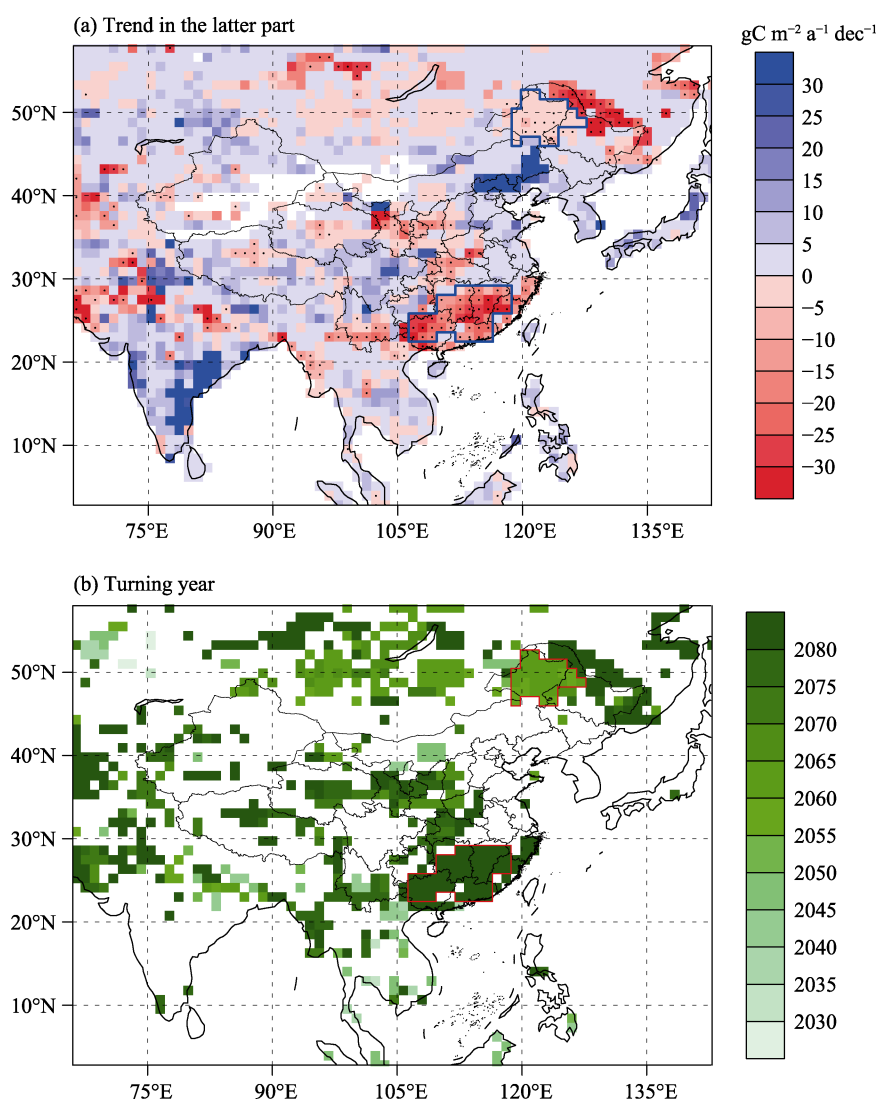 (a) Trend in the latter part
gC m⁻² a⁻¹ dec⁻¹
50°N
40°N
30°N
20°N
10°N
75°E 90°E 105°E 120°E 135°E
30
25
20
15
10
5
0
−5
−10
−15
−20
−25
−30
(b) Turning year
50°N
40°N
30°N
20°N
10°N
75°E 90°E 105°E 120°E 135°E
2080
2075
2070
2065
2060
2055
2050
2045
2040
2035
2030